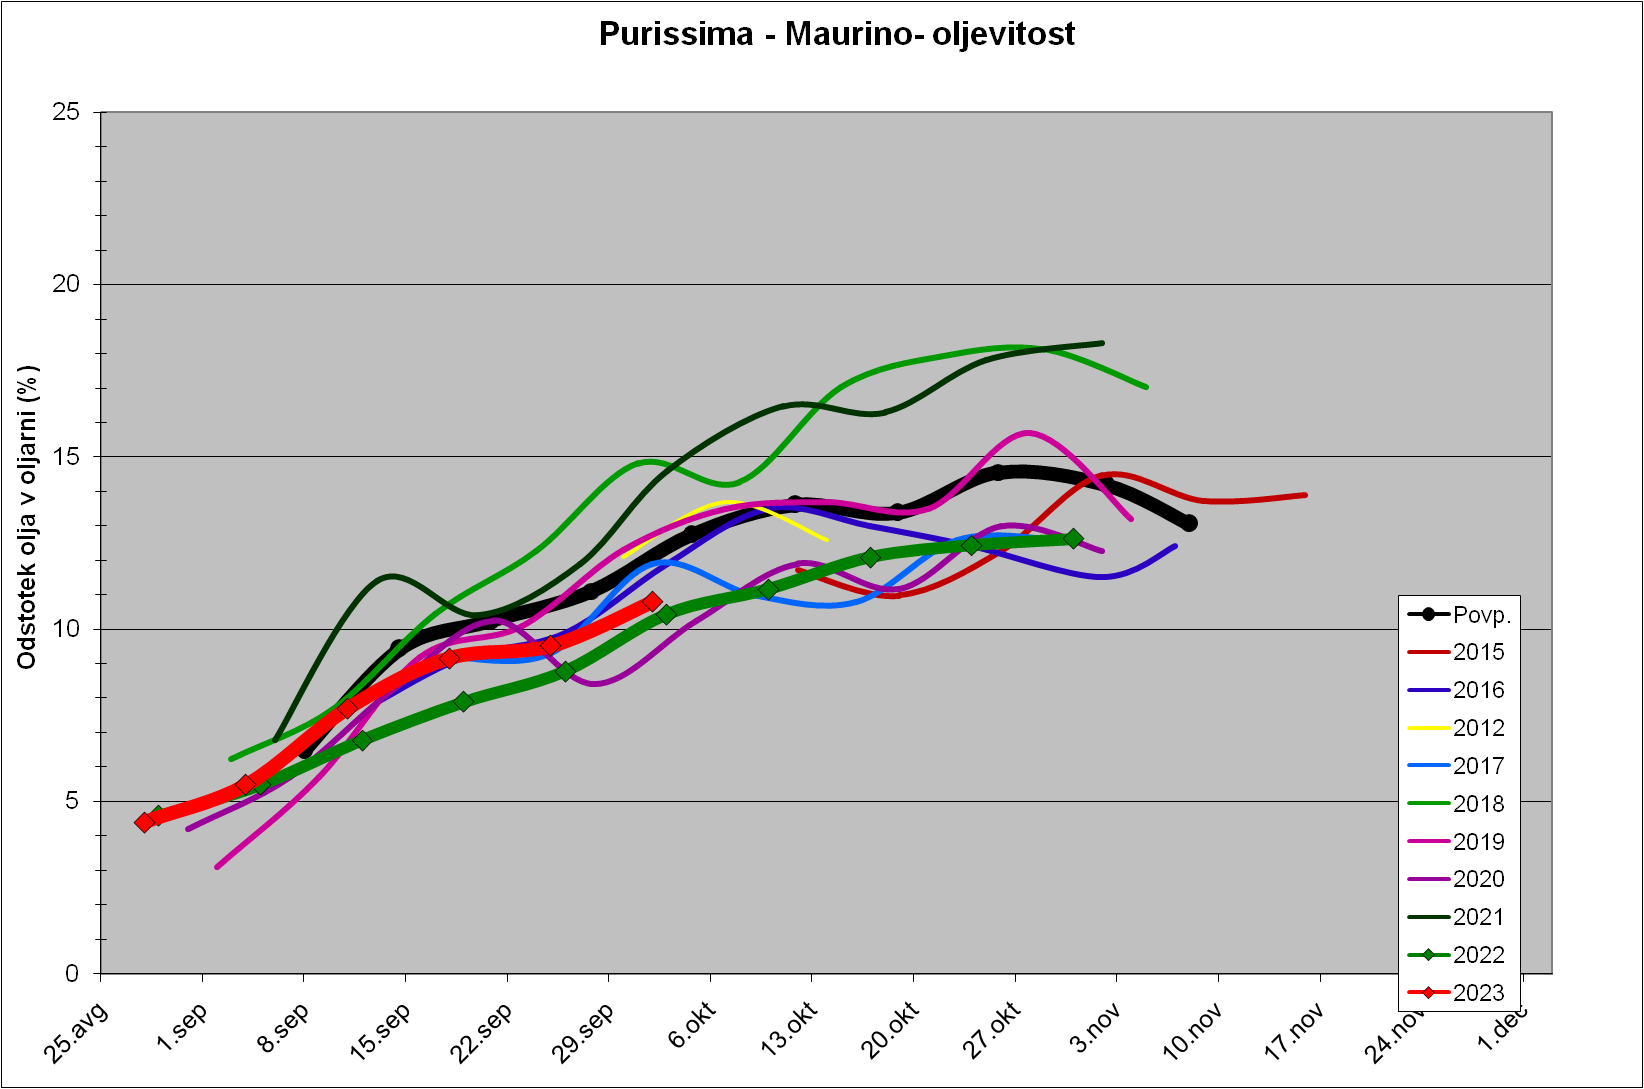 Purissima - Maurino- oljevitost
Odstotek olja v oljarni (%)
25
20
15
10
5
0
25.avg
1.sep
8.sep
15.sep
22.sep
29.sep
6.okt
13.okt
20.okt
27.okt
3.nov
10.nov
17.nov
24.nov
1.dec
Povp.
2015
2016
2012
2017
2018
2019
2020
2021
2022
2023